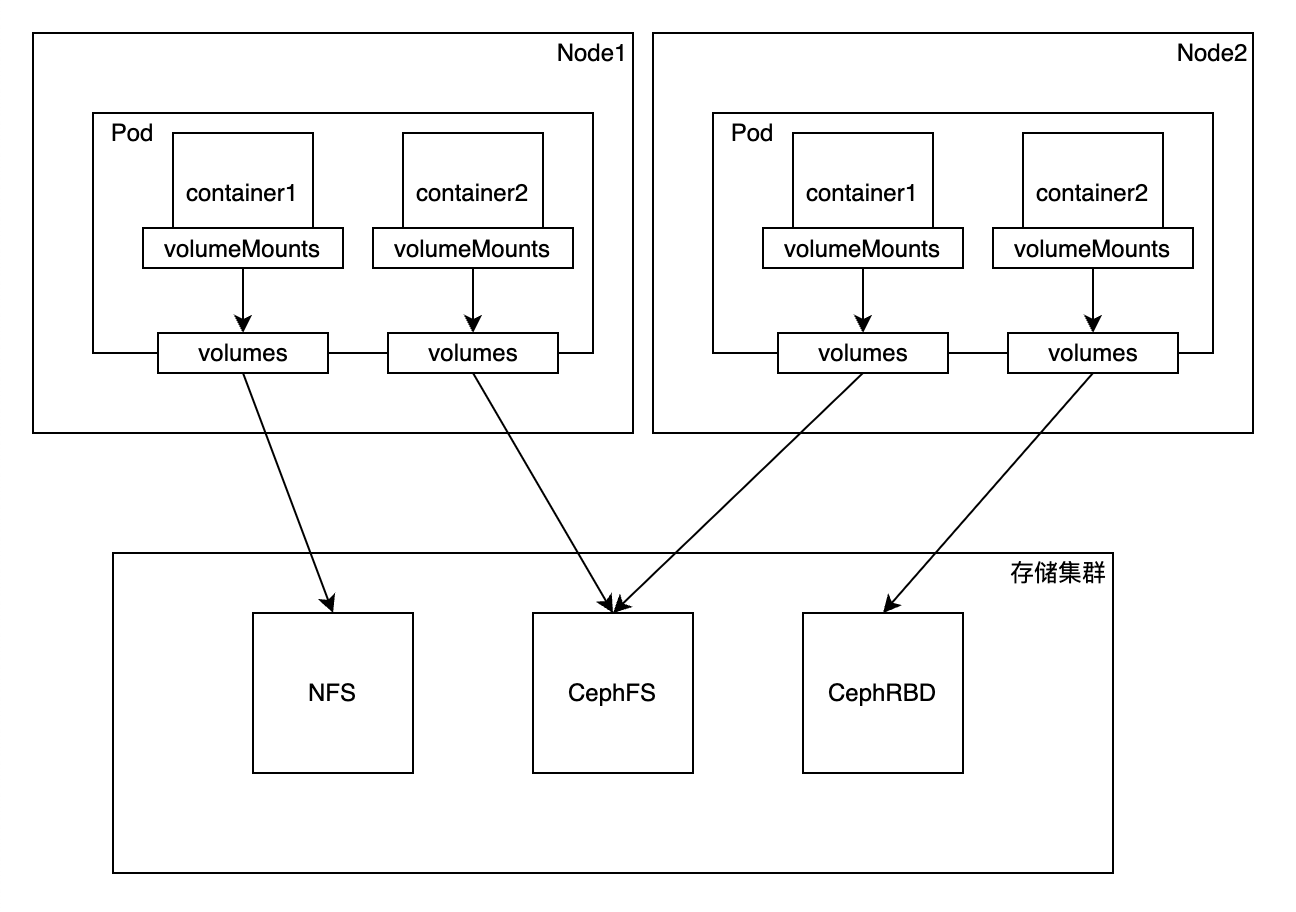 Node1
Pod
container1
container2
volumeMounts
volumeMounts
volumes
volumes
Node2
Pod
container1
container2
volumeMounts
volumeMounts
volumes
volumes
存储集群
NFS
CephFS
CephRBD